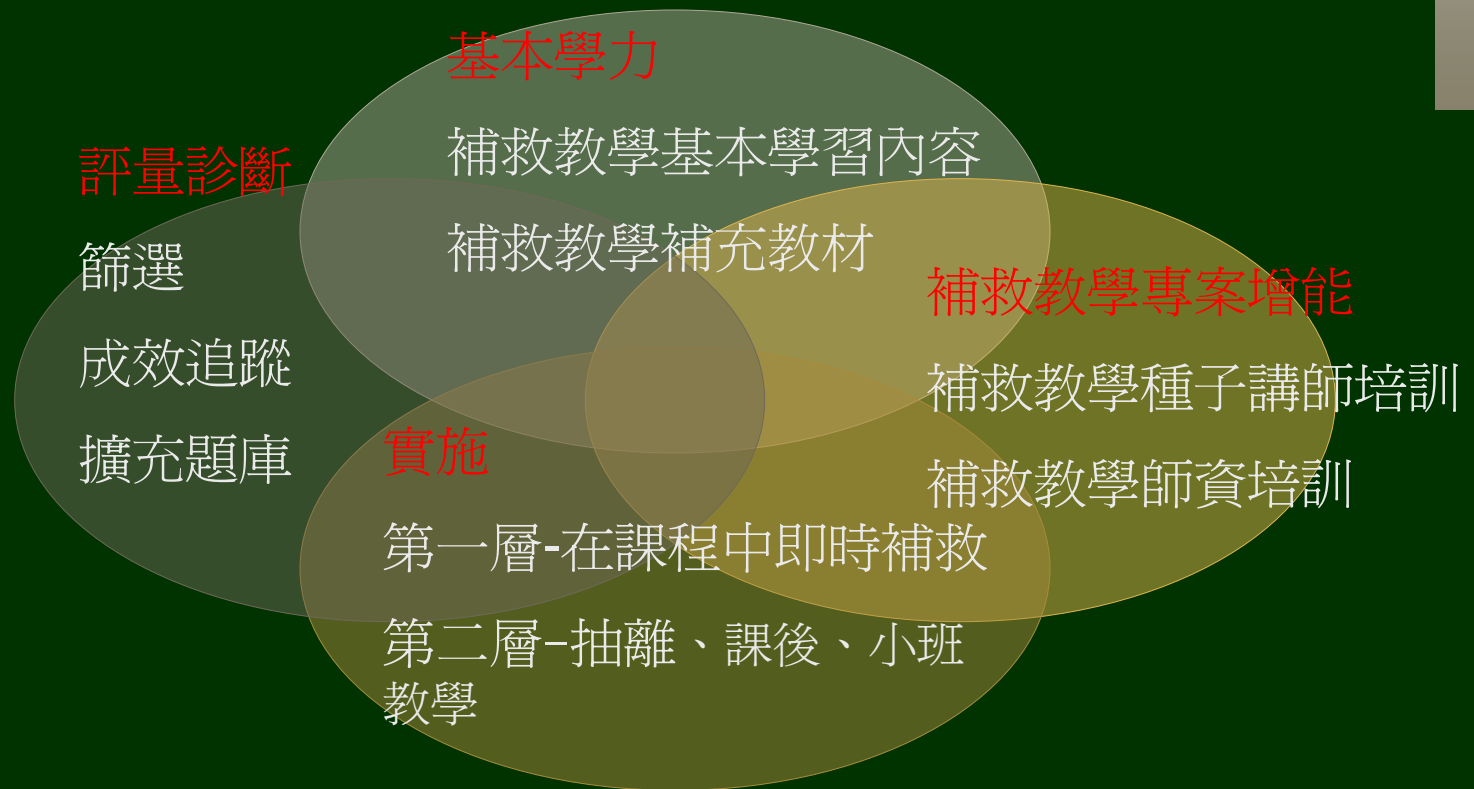 基本學力
補救教學基本學習內容
補救教學補充教材
評量診斷
篩選
成效追蹤
擴充題庫
補救教學專案增能
補救教學種子講師培訓
補救教學師資培訓
實施
第一層-在課程中即時補救
第二層–抽離、課後、小班
教學